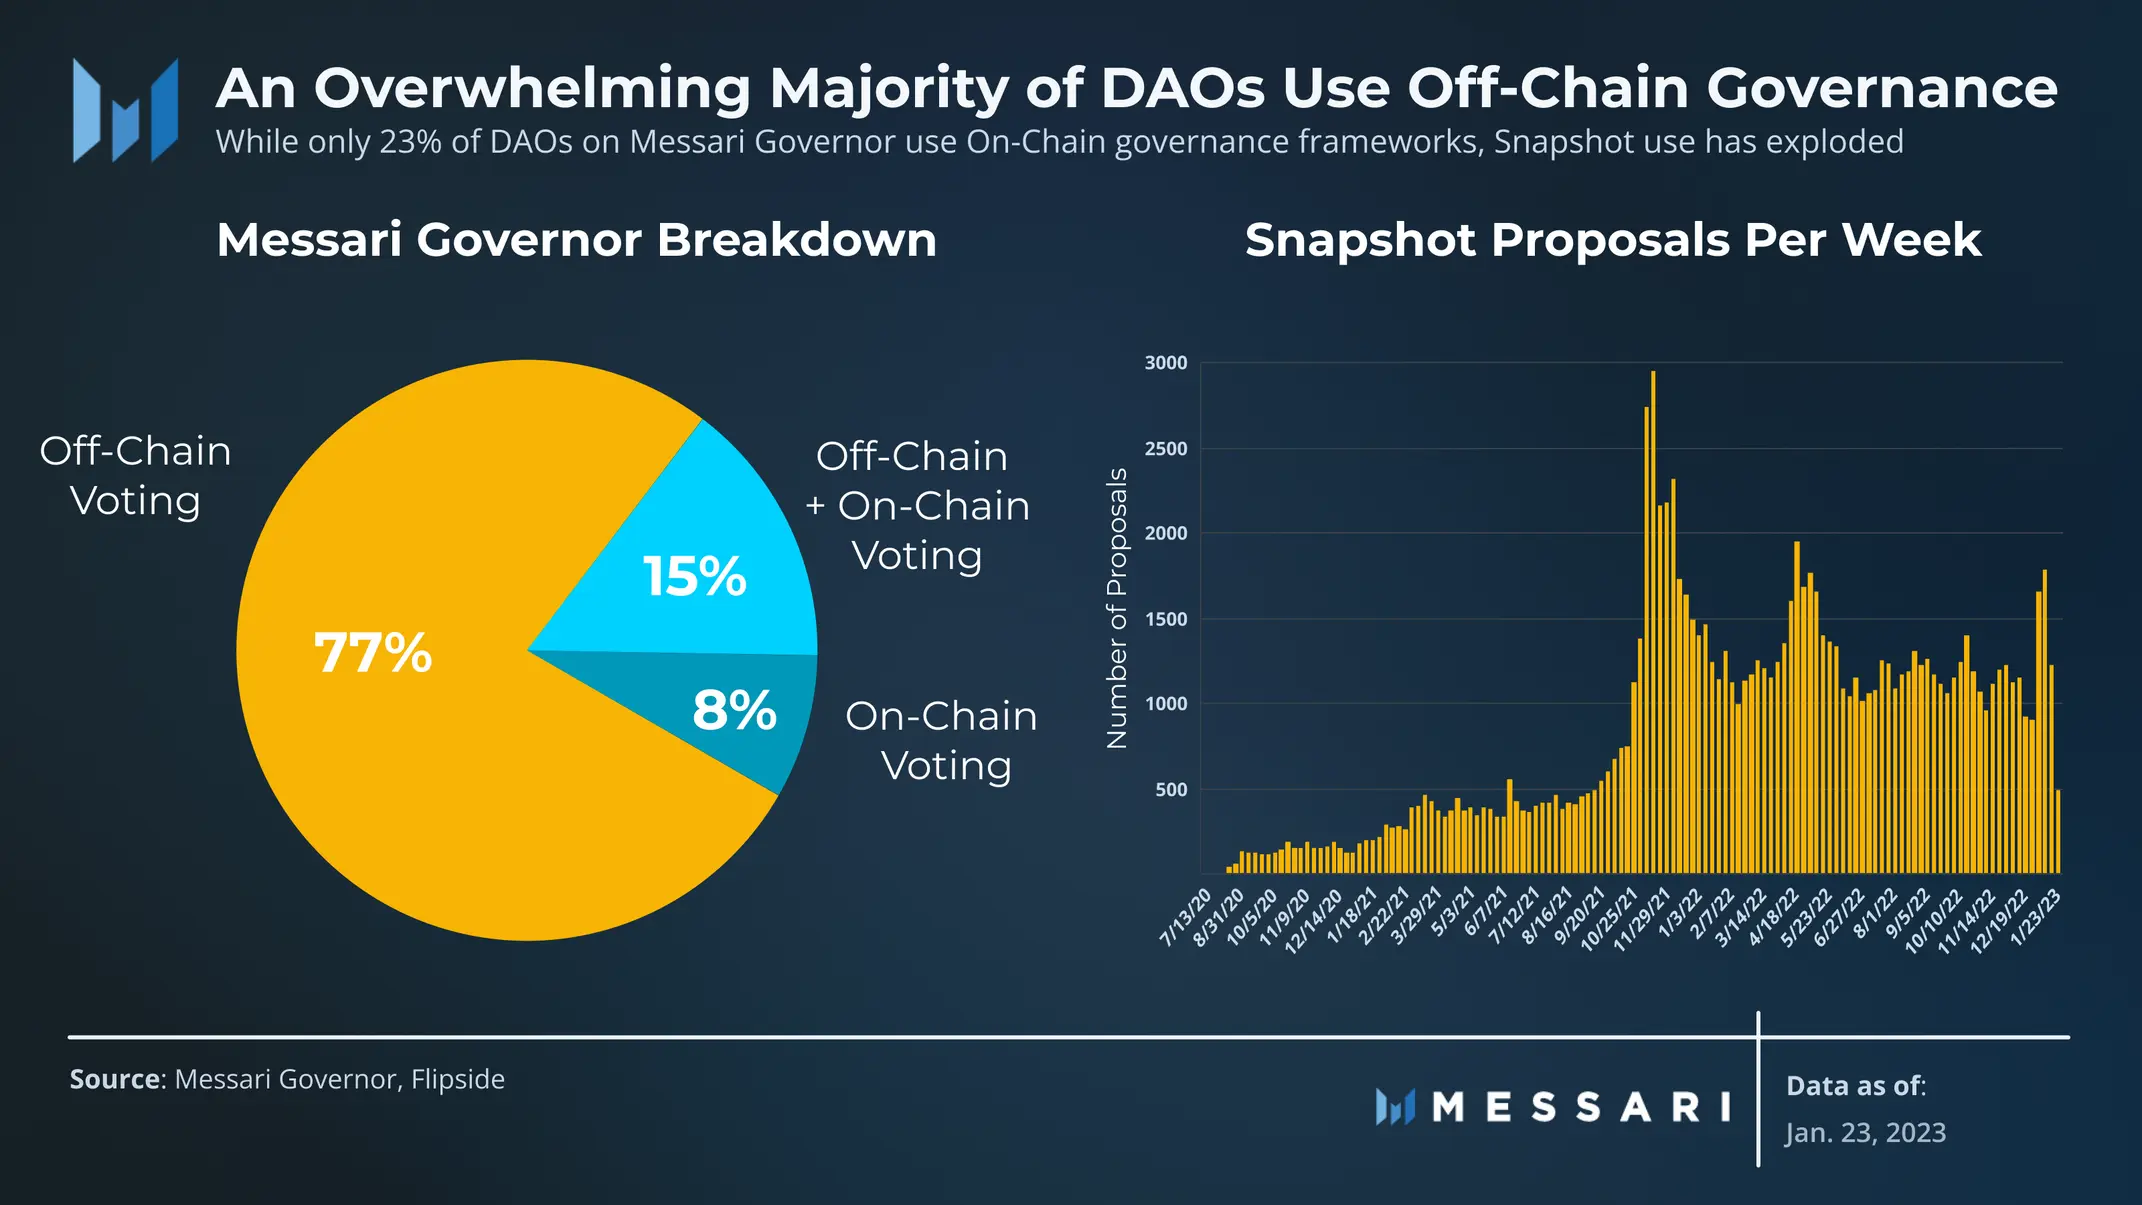 An Overwhelming Majority of DAOs Use Off-Chain Governance
While only 23% of DAOs on Messari Governor use On-Chain governance frameworks, Snapshot use has exploded
Messari Governor Breakdown
Off-Chain
Voting
77%
15%
Off-Chain
+ On-Chain
Voting
8%
On-Chain
Voting
Snapshot Proposals Per Week
Number of Proposals
3000
2500
2000
1500
1000
500
7/13/20
8/31/20
10/5/20
11/9/20
12/14/20
1/18/21
2/22/21
3/29/21
5/3/21
6/7/21
7/12/21
8/16/21
9/20/21
10/25/21
11/29/21
1/3/22
2/7/22
3/14/22
4/18/22
5/23/22
6/27/22
8/1/22
9/5/22
10/10/22
11/14/22
12/19/22
1/23/23
Source: Messari Governor, Flipside
MESSARI
Data as of:
Jan. 23, 2023